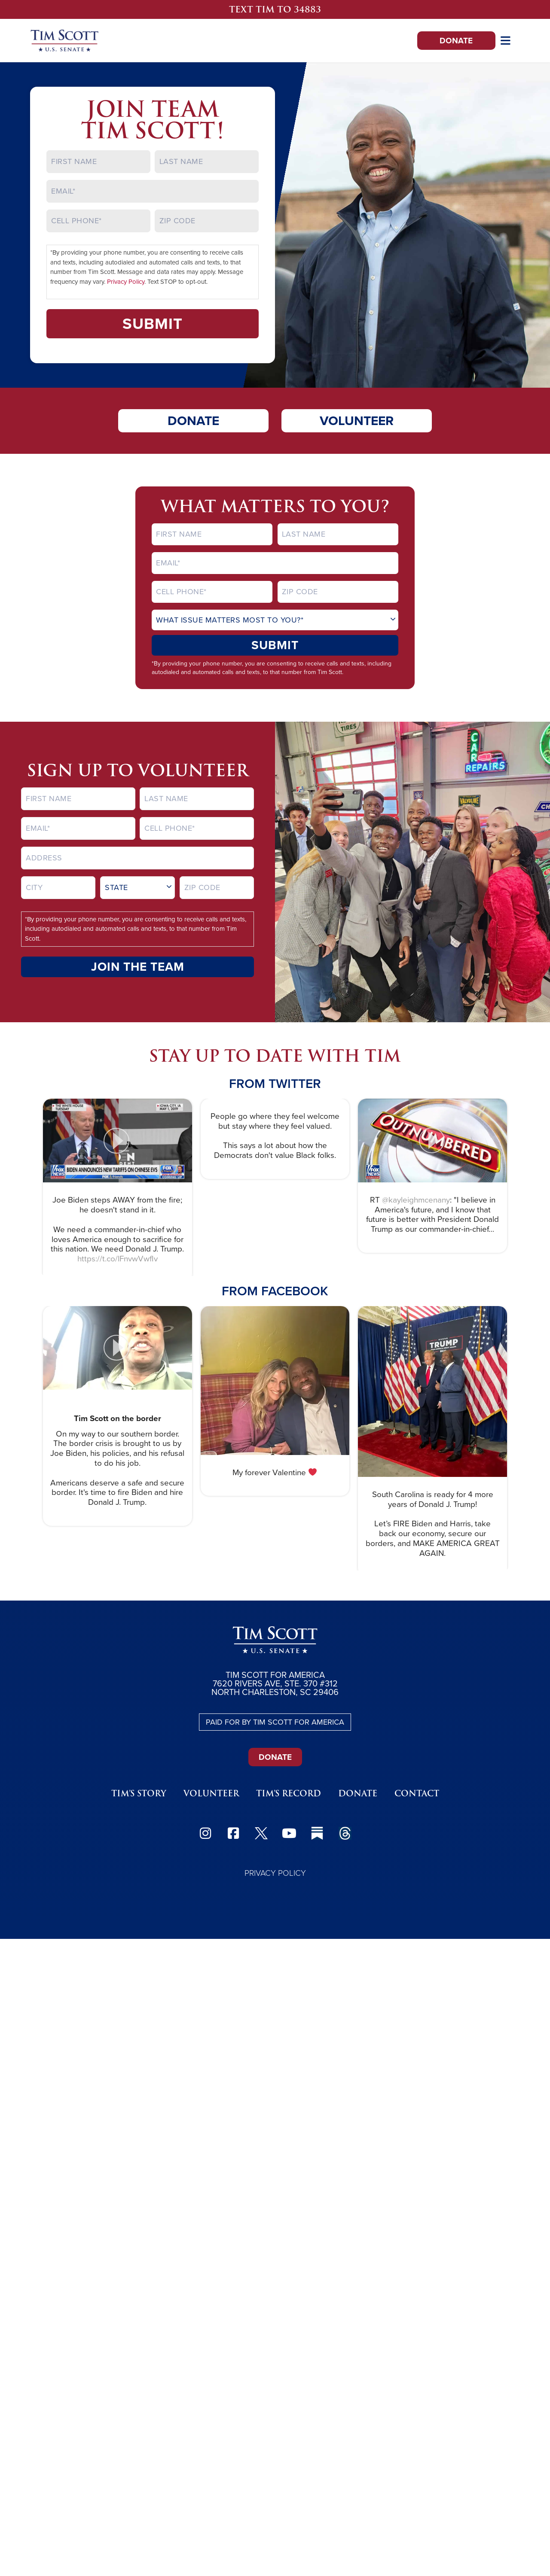 TEXT TIM TO 34883
TIM SCOTT
U.S. SENATE
DONATE
JOIN TEAM
TIM SCOTT!
FIRST NAME
LAST NAME
EMAIL*
CELL PHONE*
ZIP CODE
*By providing your phone number, you are consenting to receive calls
and texts, including autodialed and automated calls and texts, to that
number from Tim Scott. Message and data rates may apply. Message
frequency may vary. Privacy Policy. Text STOP to opt-out.
SUBMIT
DONATE
VOLUNTEER
WHAT MATTERS TO YOU?
FIRST NAME
LAST NAME
EMAIL*
CELL PHONE*
ZIP CODE
WHAT ISSUE MATTERS MOST TO YOU?*
SUBMIT
*By providing your phone number, you are consenting to receive calls and texts, including
autodialed and automated calls and texts, to that number from Tim Scott.
TIRES
CAR
REPAIRS
VALVOLINE
CH
SIGN UP TO VOLUNTEER
FIRST NAME
LAST NAME
EMAIL*
CELL PHONE*
ADDRESS
CITY
STATE
ZIP CODE
*By providing your phone number, you are consenting to receive calls and texts,
including autodialed and automated calls and texts, to that number from Tim
Scott.
JOIN THE TEAM
STAY UP TO DATE WITH TIM
FROM TWITTER
THE WHITE HOUSE
TUESDAY
IOWA CITY, IA
MAY 1, 2019
BIDEN ANNOUNCES NEW TARIFFS ON CHINESE EVS
FOX NEWS
Joe Biden steps AWAY from the fire;
he doesn't stand in it.
We need a commander-in-chief who
loves America enough to sacrifice for
this nation. We need Donald J. Trump.
https://t.co/lFnvwVwfIv
People go where they feel welcome
but stay where they feel valued.
This says a lot about how the
Democrats don't value Black folks.
OUTNUMBERED
FOX NEWS
RT @kayleighmcenany: "I believe in
America's future, and I know that
future is better with President Donald
Trump as our commander-in-chief...
FROM FACEBOOK
Tim Scott on the border
On my way to our southern border.
The border crisis is brought to us by
Joe Biden, his policies, and his refusal
to do his job.
Americans deserve a safe and secure
border. It's time to fire Biden and hire
Donald J. Trump.
My forever Valentine ❤️
TRUMP
South Carolina is ready for 4 more
years of Donald J. Trump!
Let's FIRE Biden and Harris, take
back our economy, secure our
borders, and MAKE AMERICA GREAT
AGAIN.
TIM SCOTT
U.S. SENATE
TIM SCOTT FOR AMERICA
7620 RIVERS AVE, STE. 370 #312
NORTH CHARLESTON, SC 29406
PAID FOR BY TIM SCOTT FOR AMERICA
DONATE
TIM'S STORY
VOLUNTEER
TIM'S RECORD
DONATE
CONTACT
PRIVACY POLICY